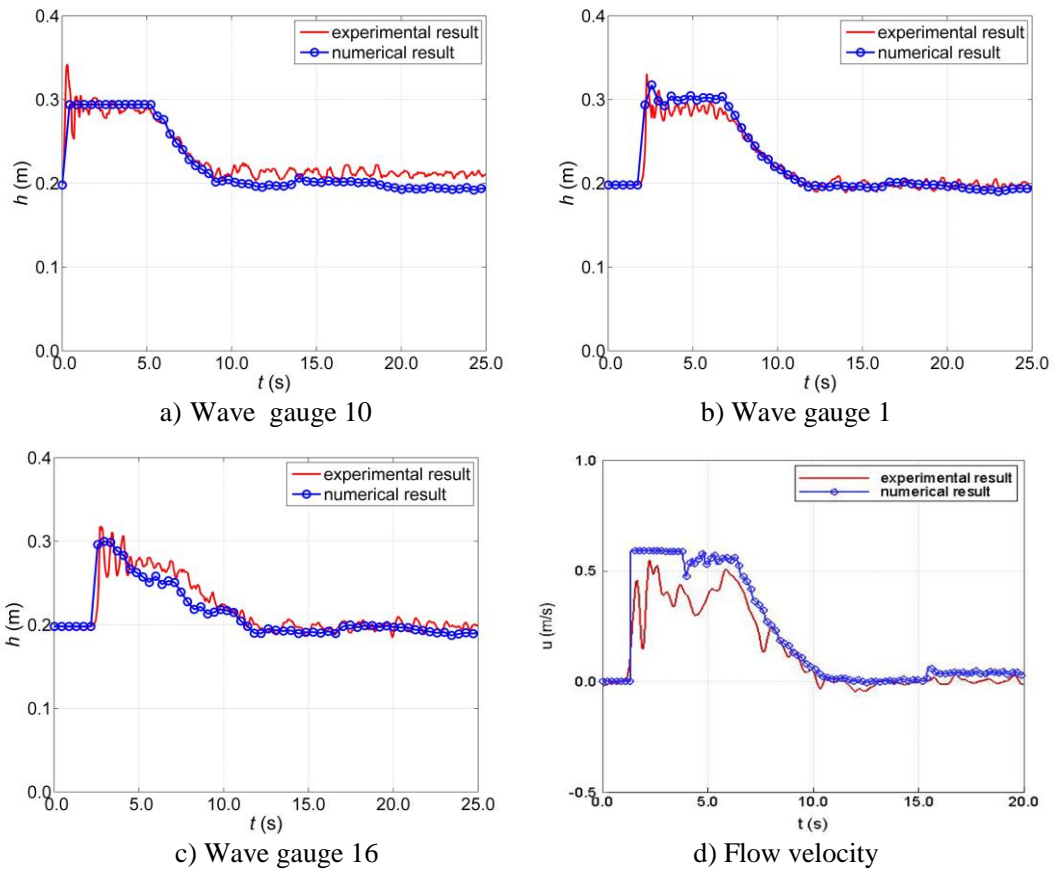 0.4
experimental result
numerical result
0.3
h (m)
0.2
0.1
0.0
0.0 5.0 10.0 15.0 20.0 25.0
t (s)
a) Wave gauge 10
0.4
experimental result
numerical result
0.3
h (m)
0.2
0.1
0.0
0.0 5.0 10.0 15.0 20.0 25.0
t (s)
b) Wave gauge 1
0.4
experimental result
numerical result
0.3
h (m)
0.2
0.1
0.0
0.0 5.0 10.0 15.0 20.0 25.0
t (s)
c) Wave gauge 16
1.0
experimental result
numerical result
0.5
u (m/s)
0.0
-0.5
0.0 5.0 10.0 15.0 20.0
t (s)
d) Flow velocity